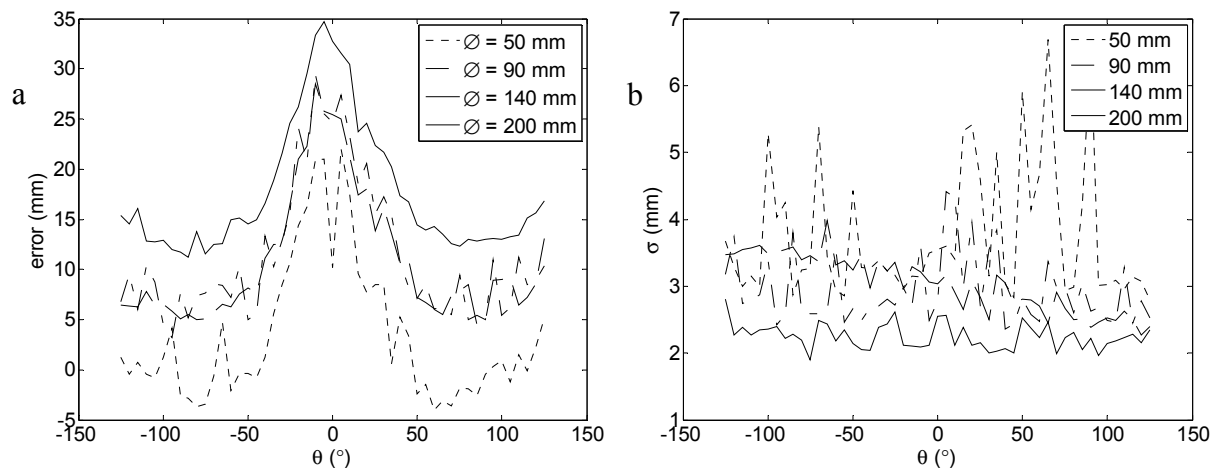 a
error (mm)
35
30
25
20
15
10
5
0
-5
-150 -100 -50 0 50 100 150
θ (°)
∅ = 50 mm
∅ = 90 mm
∅ = 140 mm
∅ = 200 mm
b
σ (mm)
7
6
5
4
3
2
1
-150 -100 -50 0 50 100 150
θ (°)
50 mm
90 mm
140 mm
200 mm